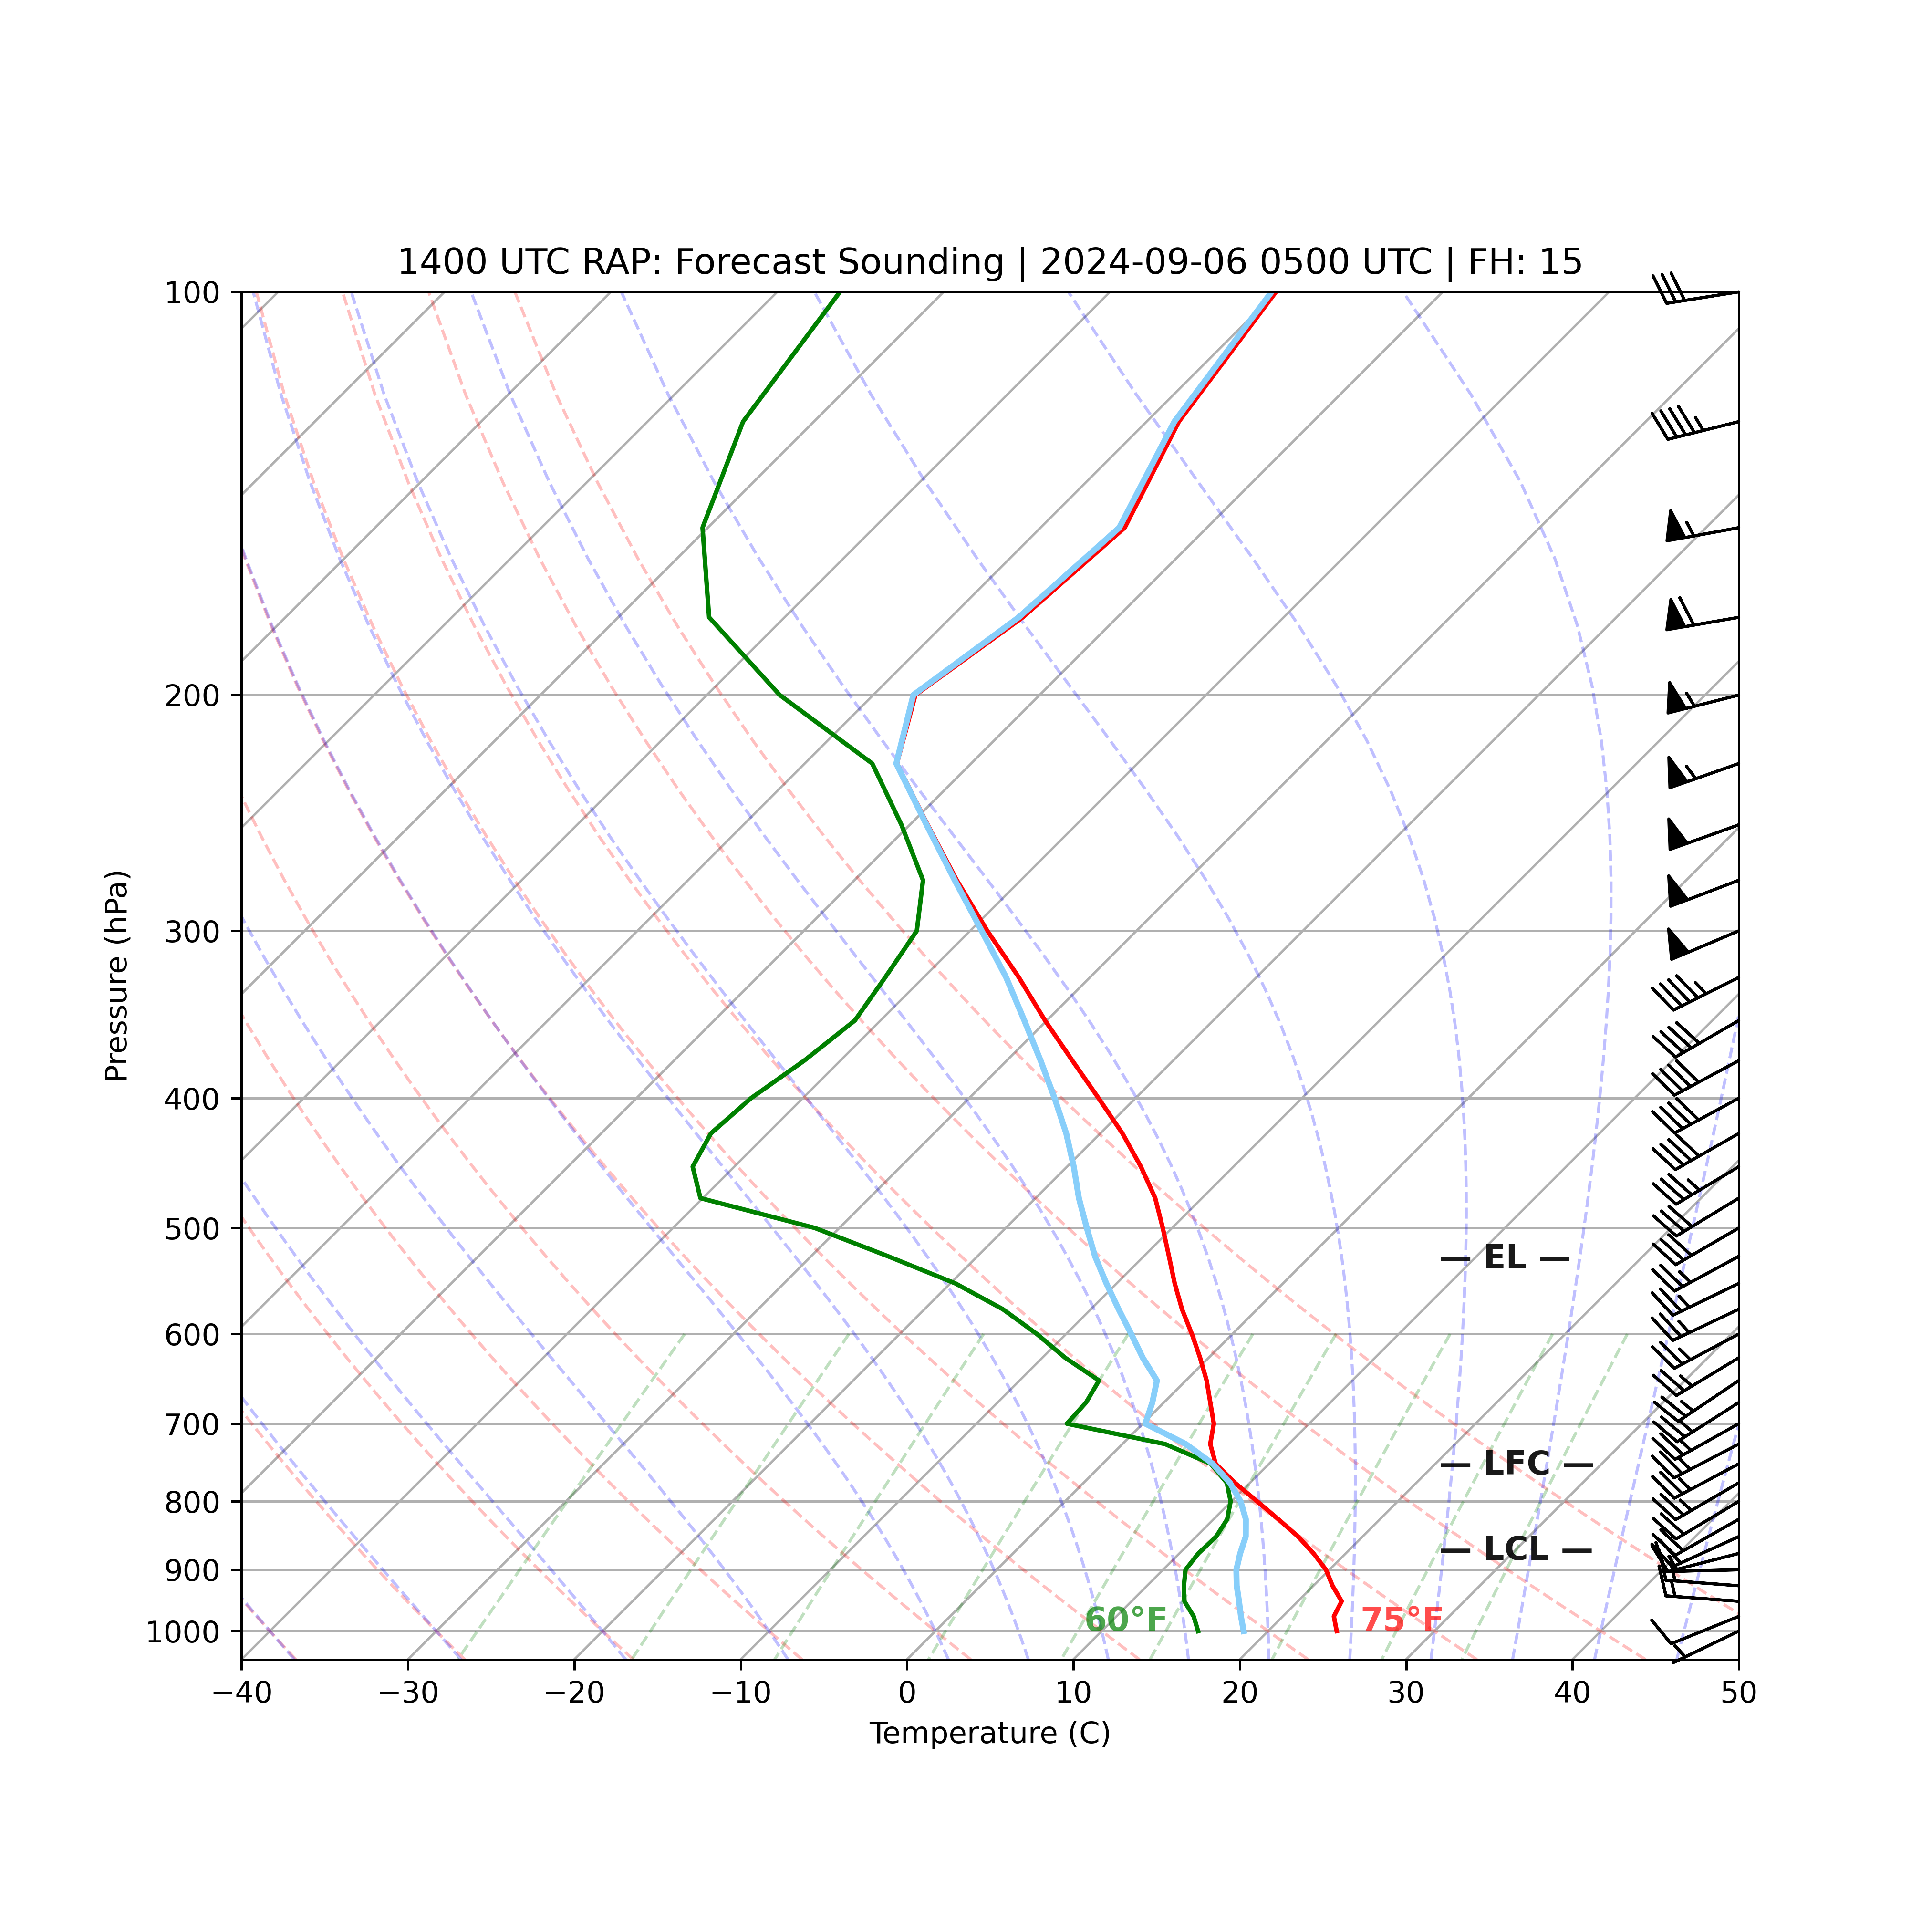 1400 UTC RAP: Forecast Sounding | 2024-09-06 0500 UTC | FH: 15
100
200
300
400
500
600
700
800
900
1000
Pressure (hPa)
— EL —
— LFC —
— LCL —
60°F
75°F
−40
−30
−20
−10
0
10
20
30
40
50
Temperature (C)